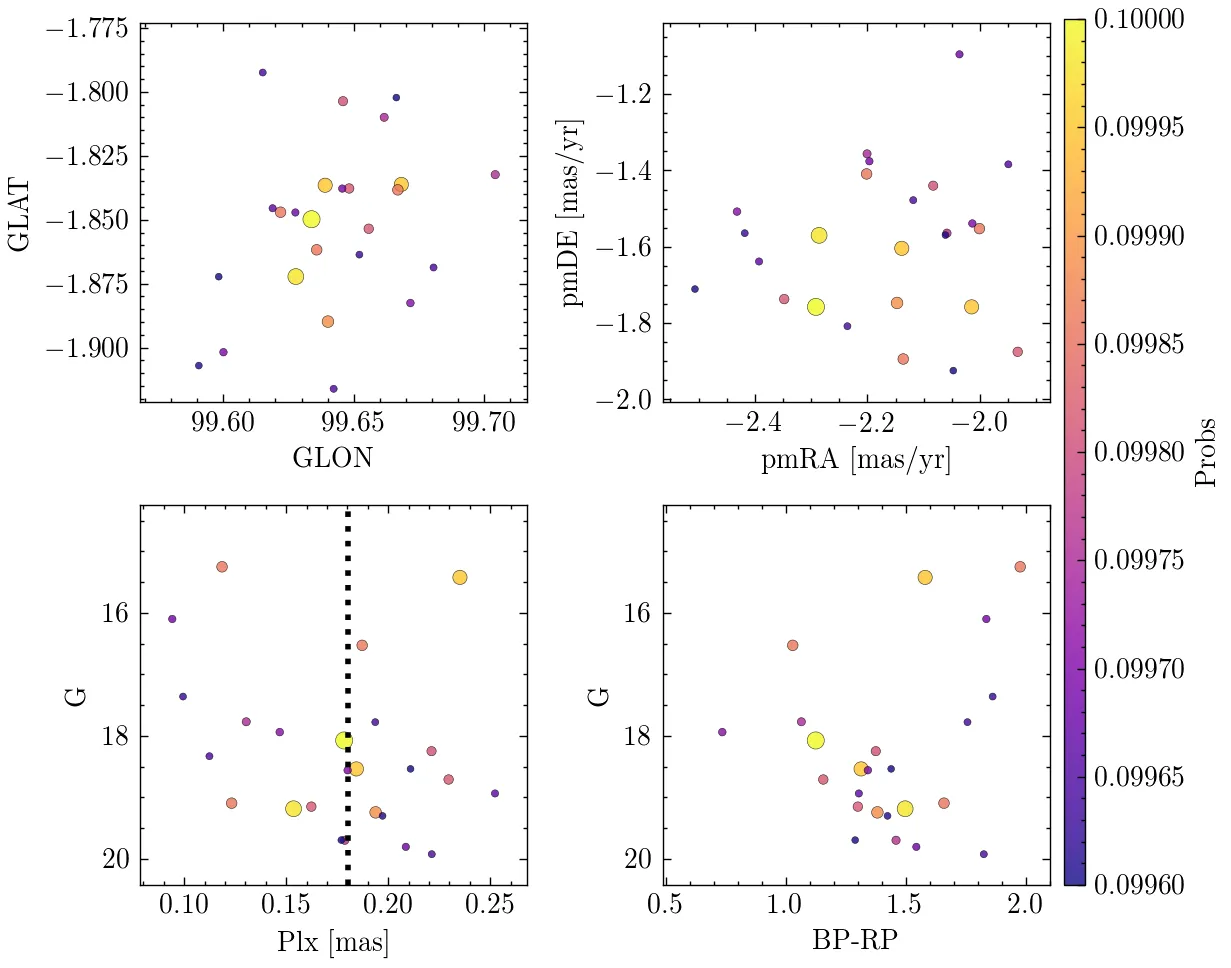 −1.775
−1.800
−1.825
−1.850
−1.875
−1.900
GLAT
99.60 99.65 99.70
GLON
−1.2
−1.4
−1.6
−1.8
−2.0
pmDE [mas/yr]
−2.4 −2.2 −2.0
pmRA [mas/yr]
16
18
20
G
0.10 0.15 0.20 0.25
Plx [mas]
16
18
20
G
0.5 1.0 1.5 2.0
BP-RP
0.10000
0.09995
0.09990
0.09985
0.09980
0.09975
0.09970
0.09965
0.09960
Probs